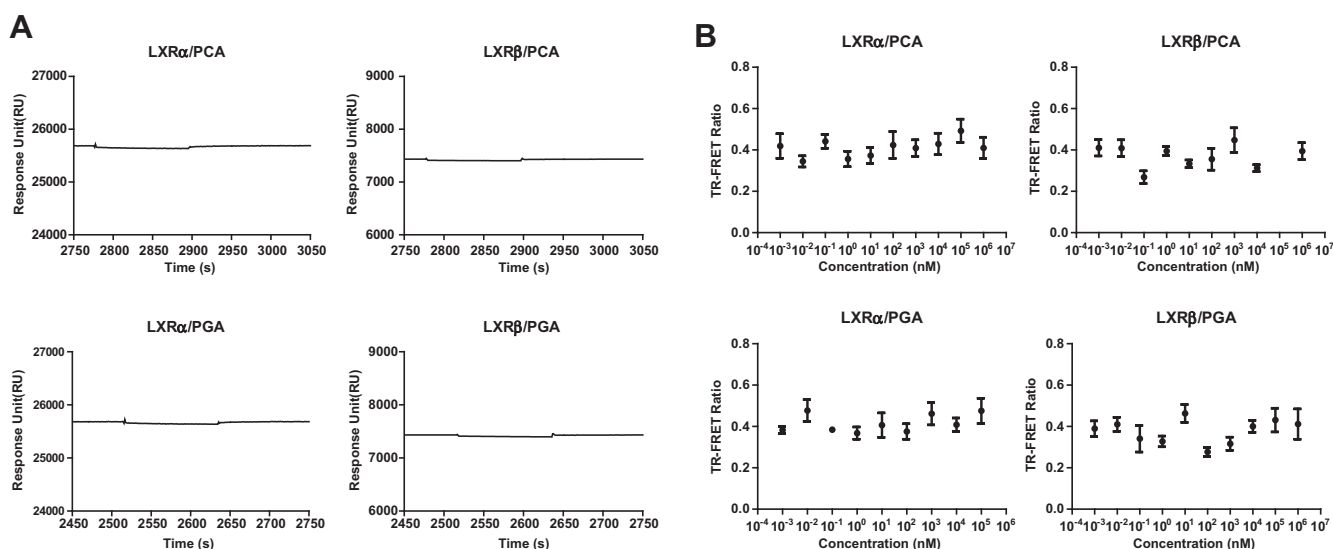 A
LXRα/PCA
Response Unit(RU)
27000
26000
25000
24000
2750 2800 2850 2900 2950 3000 3050
Time (s)
LXRβ/PCA
Response Unit(RU)
9000
8000
7000
6000
2750 2800 2850 2900 2950 3000 3050
Time (s)
LXRα/PGA
Response Unit(RU)
27000
26000
25000
24000
2450 2500 2550 2600 2650 2700 2750
Time (s)
LXRβ/PGA
Response Unit(RU)
9000
8000
7000
6000
2450 2500 2550 2600 2650 2700 2750
Time (s)
B
LXRα/PCA
TR-FRET Ratio
0.8
0.6
0.4
0.2
0.0
10⁻⁴ 10⁻³ 10⁻² 10⁻¹ 10⁰ 10¹ 10² 10³ 10⁴ 10⁵ 10⁶ 10⁷
Concentration (nM)
LXRβ/PCA
TR-FRET Ratio
0.8
0.6
0.4
0.2
0.0
10⁻⁴ 10⁻³ 10⁻² 10⁻¹ 10⁰ 10¹ 10² 10³ 10⁴ 10⁵ 10⁶ 10⁷
Concentration (nM)
LXRα/PGA
TR-FRET Ratio
0.8
0.6
0.4
0.2
0.0
10⁻⁴ 10⁻³ 10⁻² 10⁻¹ 10⁰ 10¹ 10² 10³ 10⁴ 10⁵ 10⁶
Concentration (nM)
LXRβ/PGA
TR-FRET Ratio
0.8
0.6
0.4
0.2
0.0
10⁻⁴ 10⁻³ 10⁻² 10⁻¹ 10⁰ 10¹ 10² 10³ 10⁴ 10⁵ 10⁶ 10⁷
Concentration (nM)